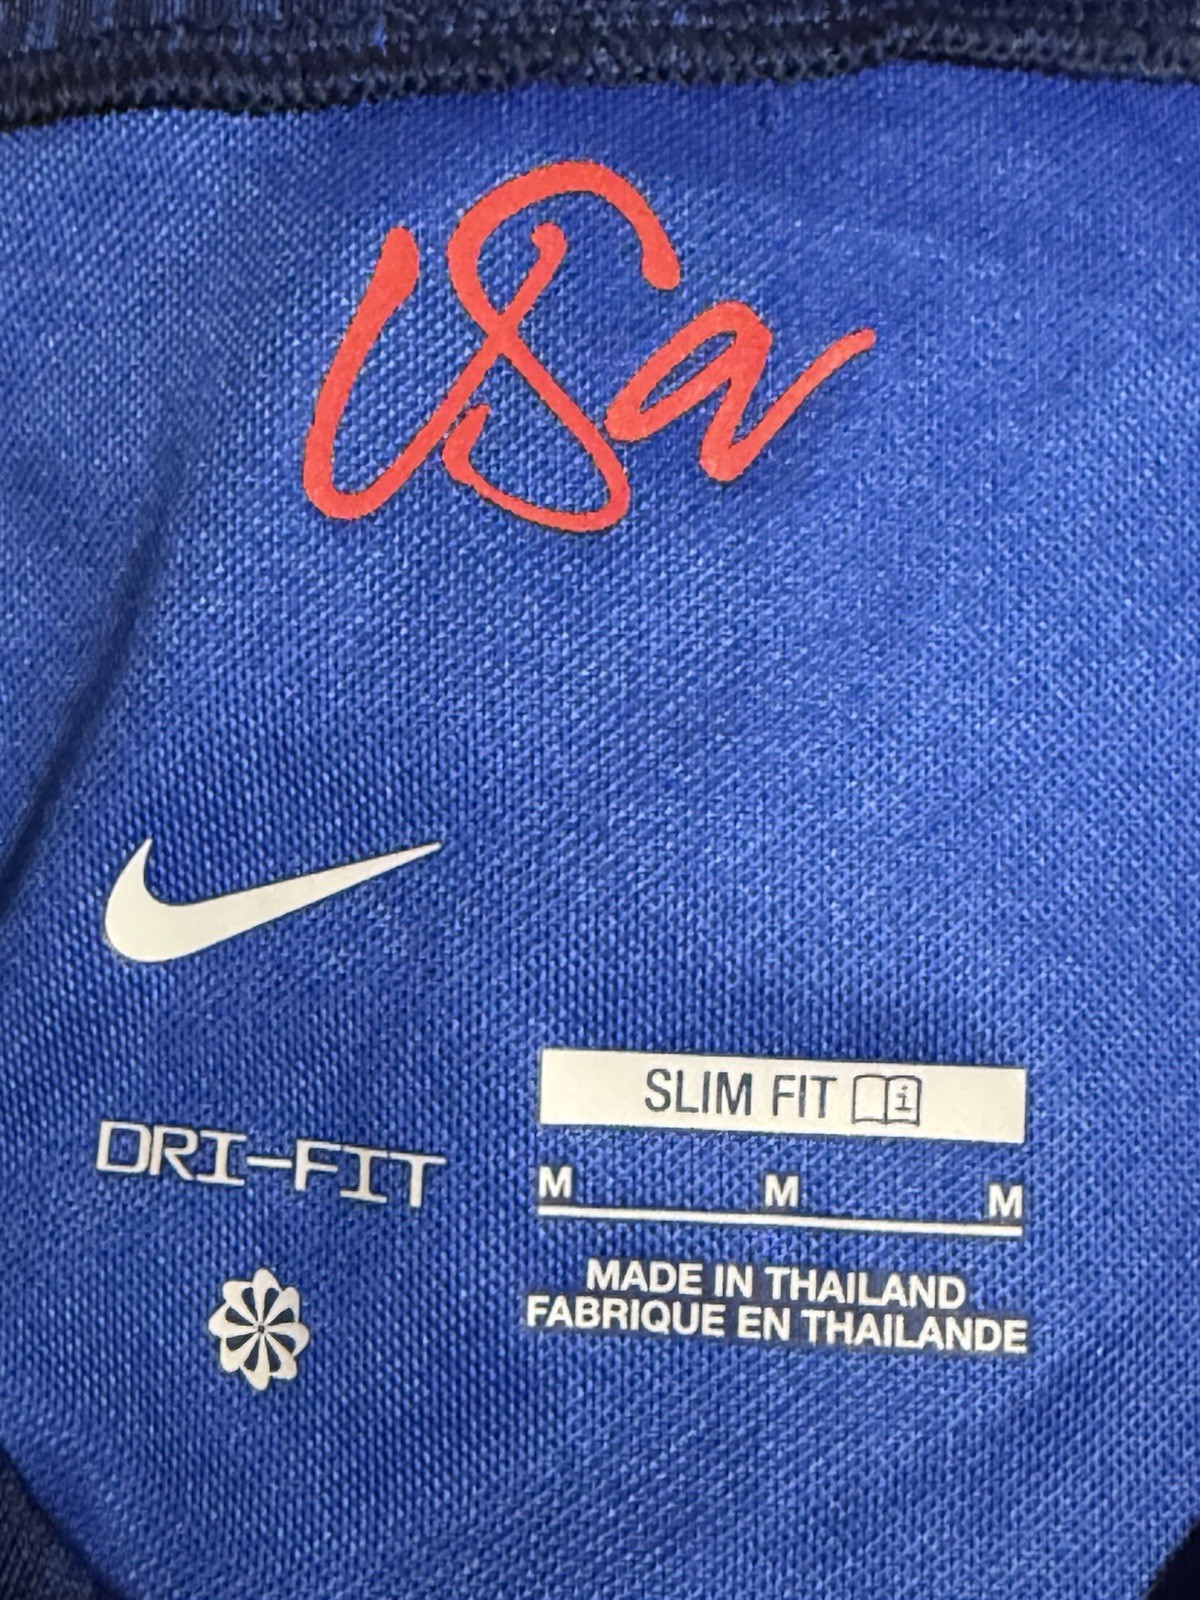 USa
SLIM FIT i
DRI-FIT
M M M
MADE IN THAILAND
FABRIQUE EN THAILANDE